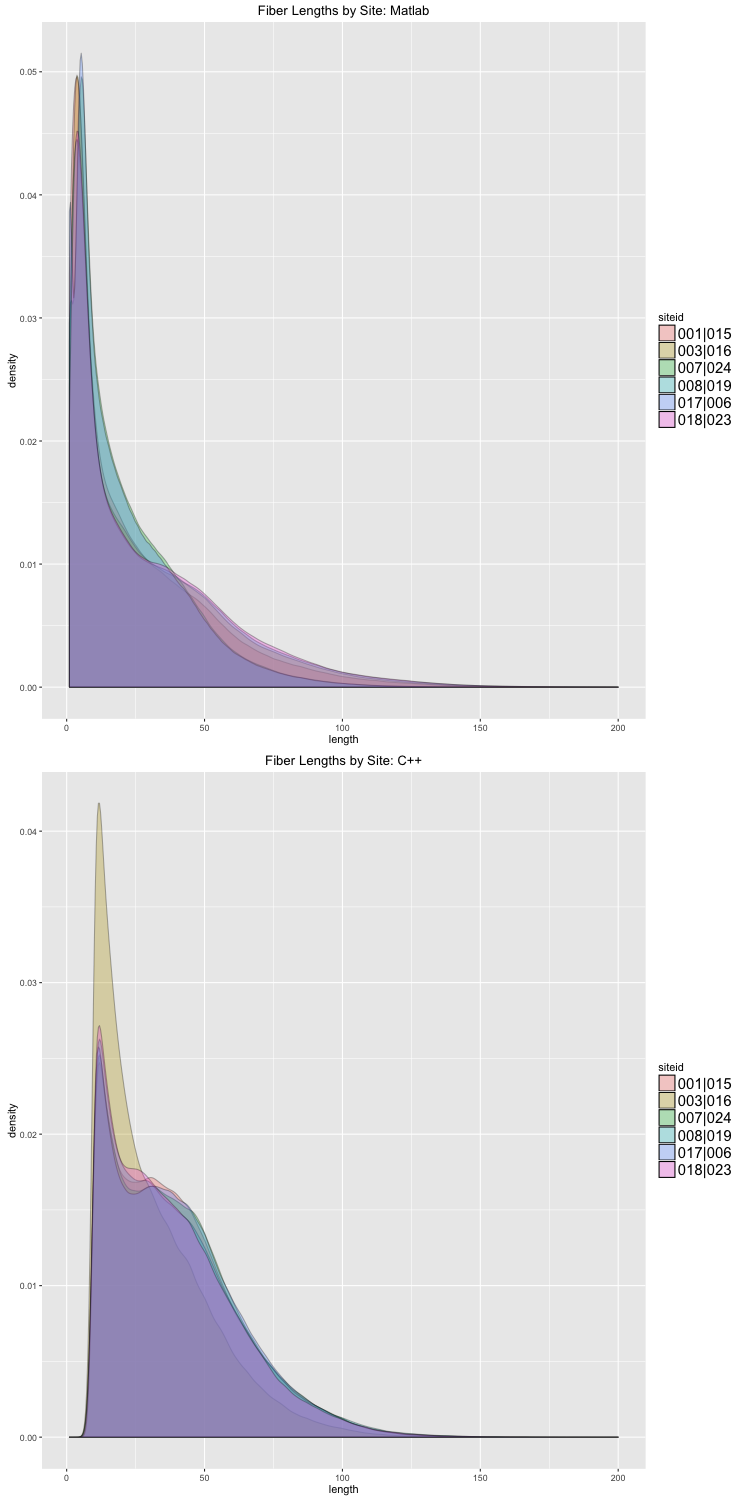 Fiber Lengths by Site: Matlab
0.05
0.04
0.03
0.02
0.01
0.00
density
0 50 100 150 200
length
siteid
001|015
003|016
007|024
008|019
017|006
018|023
Fiber Lengths by Site: C++
0.04
0.03
0.02
0.01
0.00
density
0 50 100 150 200
length
siteid
001|015
003|016
007|024
008|019
017|006
018|023